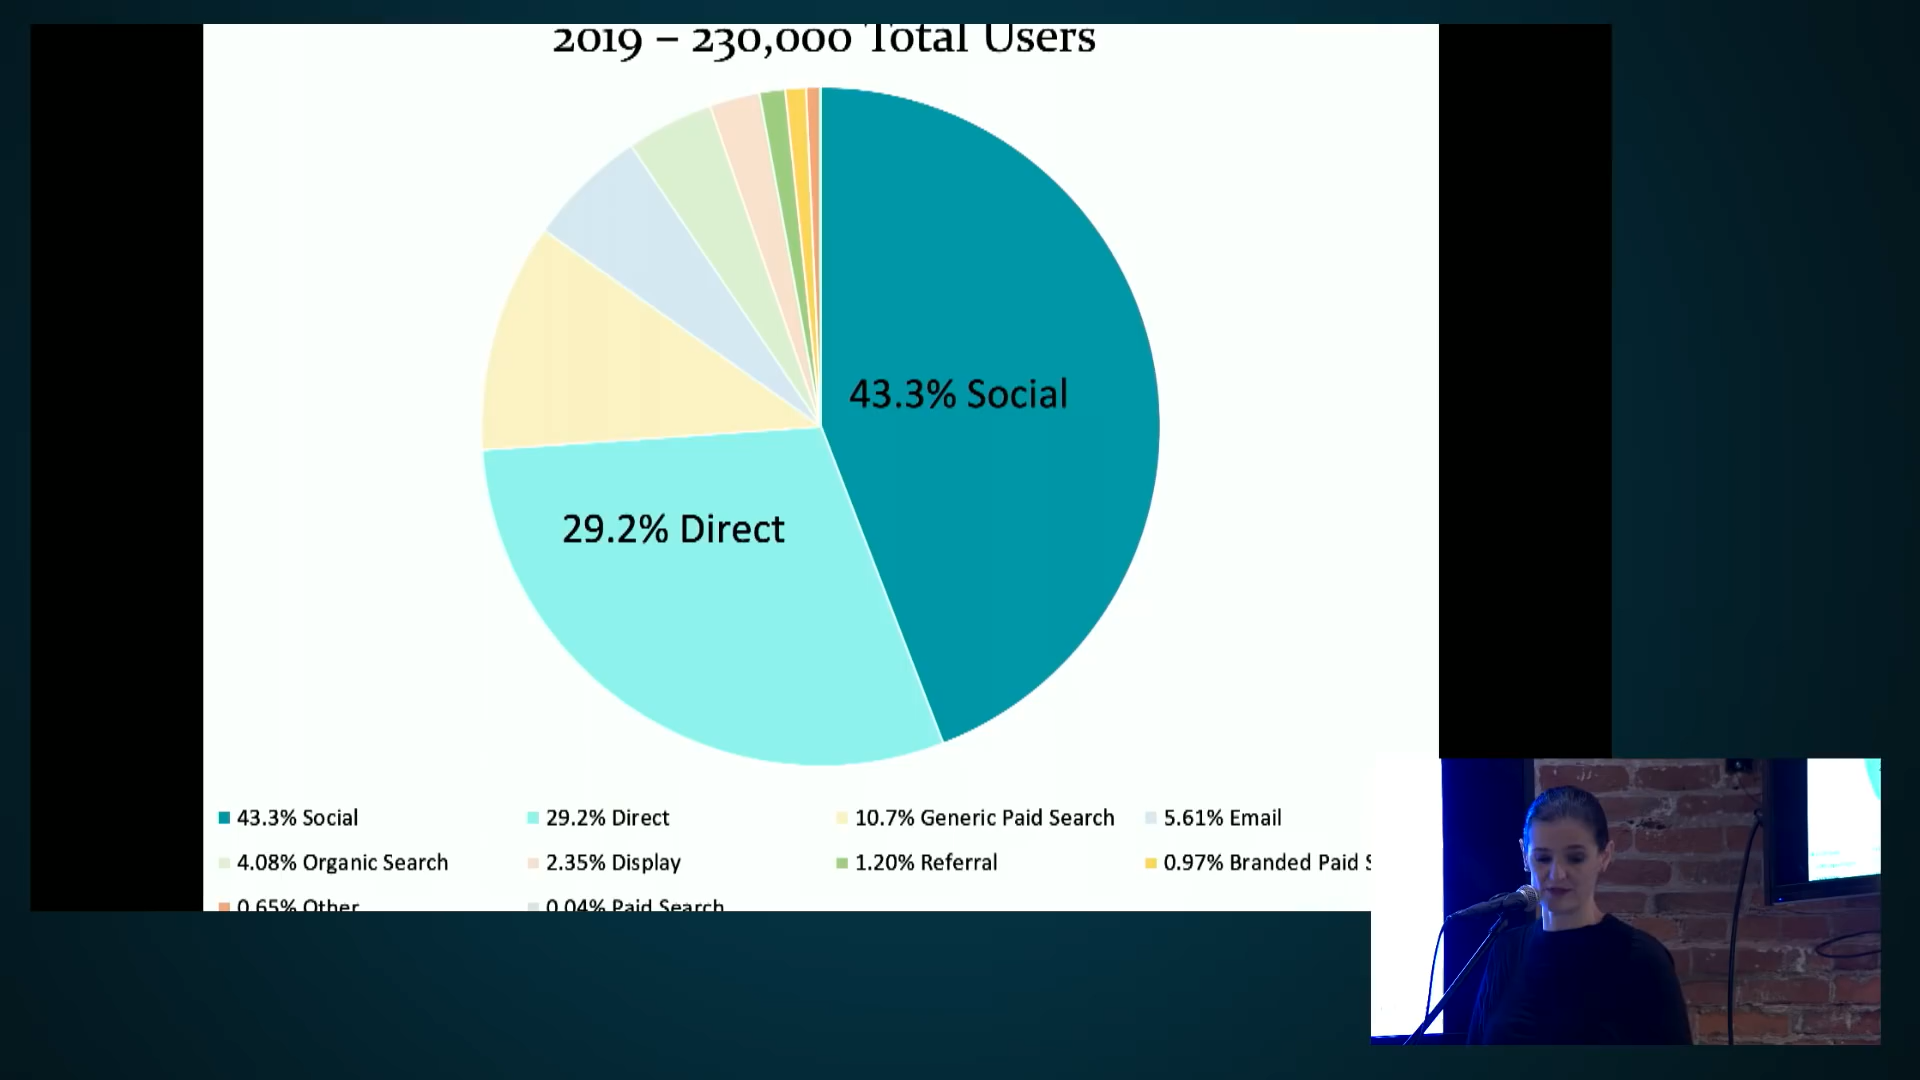 2019 – 230,000 Total Users
43.3% Social
29.2% Direct
43.3% Social 29.2% Direct 10.7% Generic Paid Search 5.61% Email
4.08% Organic Search 2.35% Display 1.20% Referral 0.97% Branded Paid S
0.65% Other 0.04% Paid Search